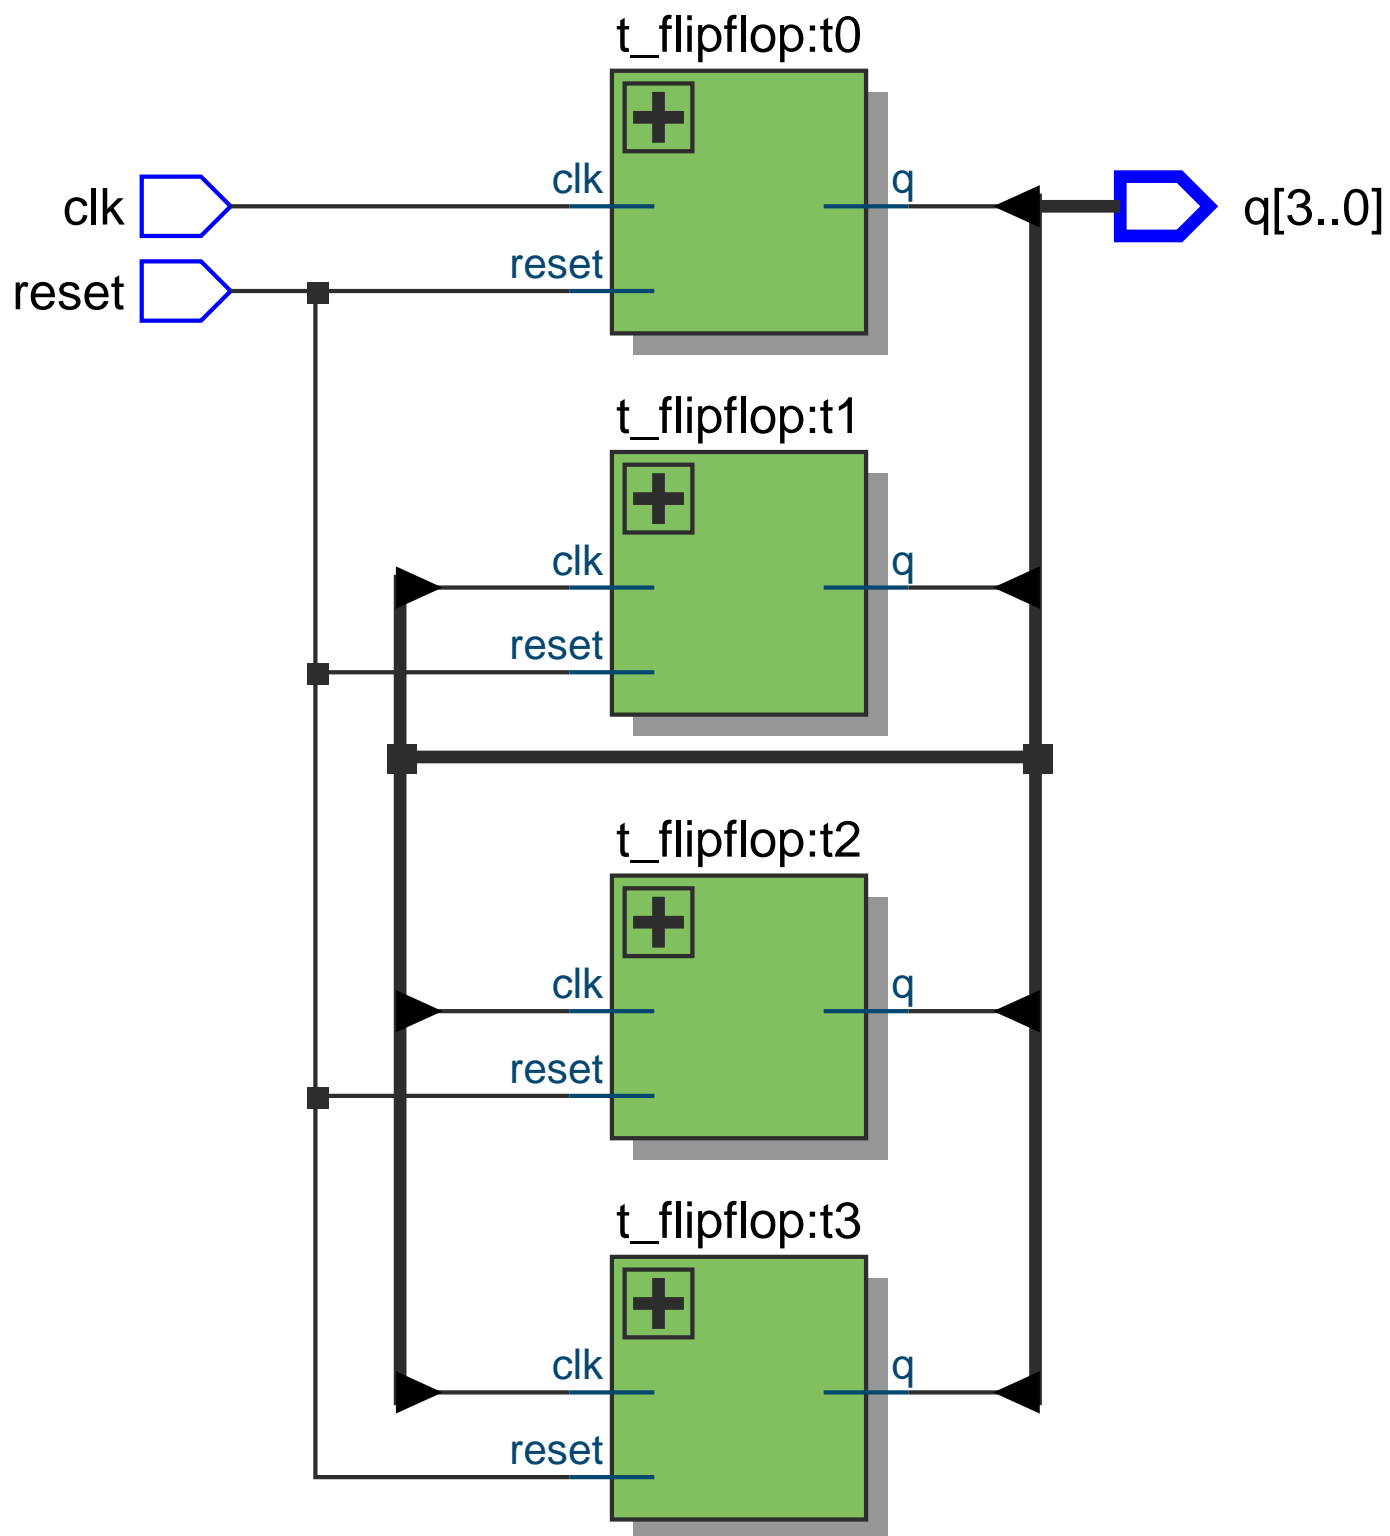 t_flipflop:t0
clk
clk
q
q[3..0]
reset
reset
t_flipflop:t1
clk
q
reset
t_flipflop:t2
clk
q
reset
t_flipflop:t3
clk
q
reset